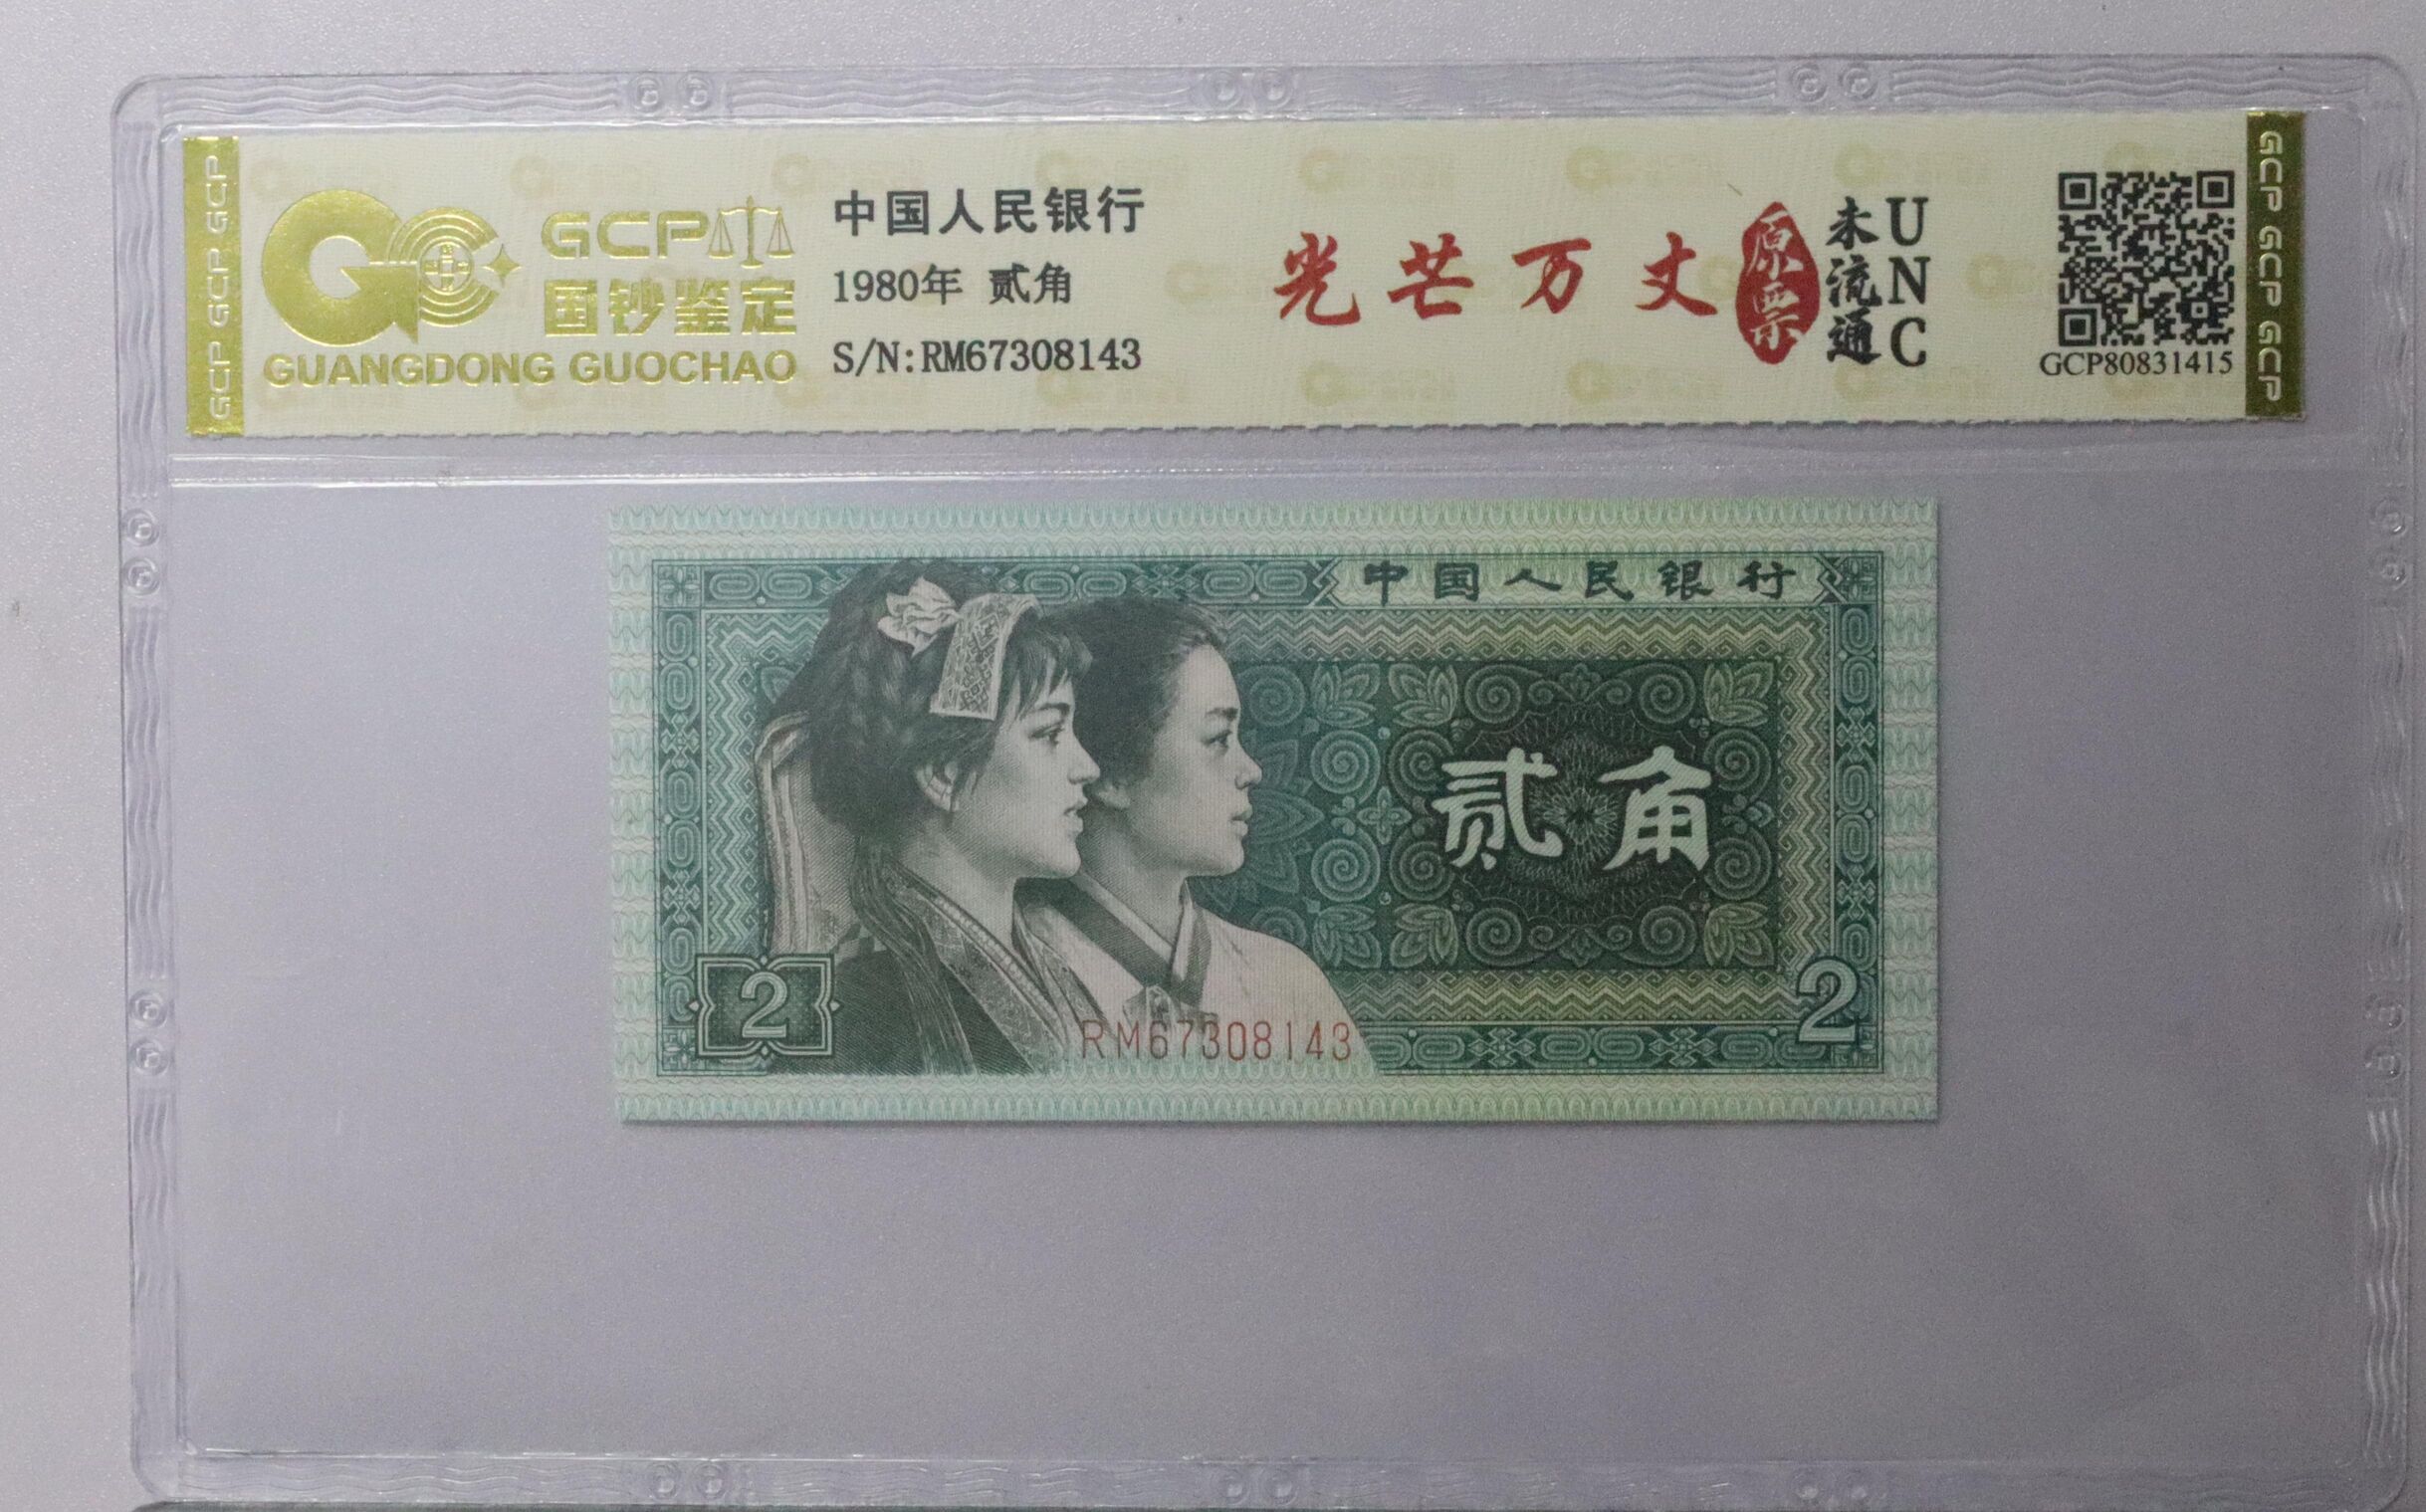 GCP GCP GCP
GCP
国钞鉴定
GUANGDONG GUOCHAO
中国人民银行
1980年 贰角
S/N:RM67308143
光芒万丈
原票
未流通
UNC
GCP80831415
GCP GCP GCP
中国人民银行
贰角
2
2
RM67308143